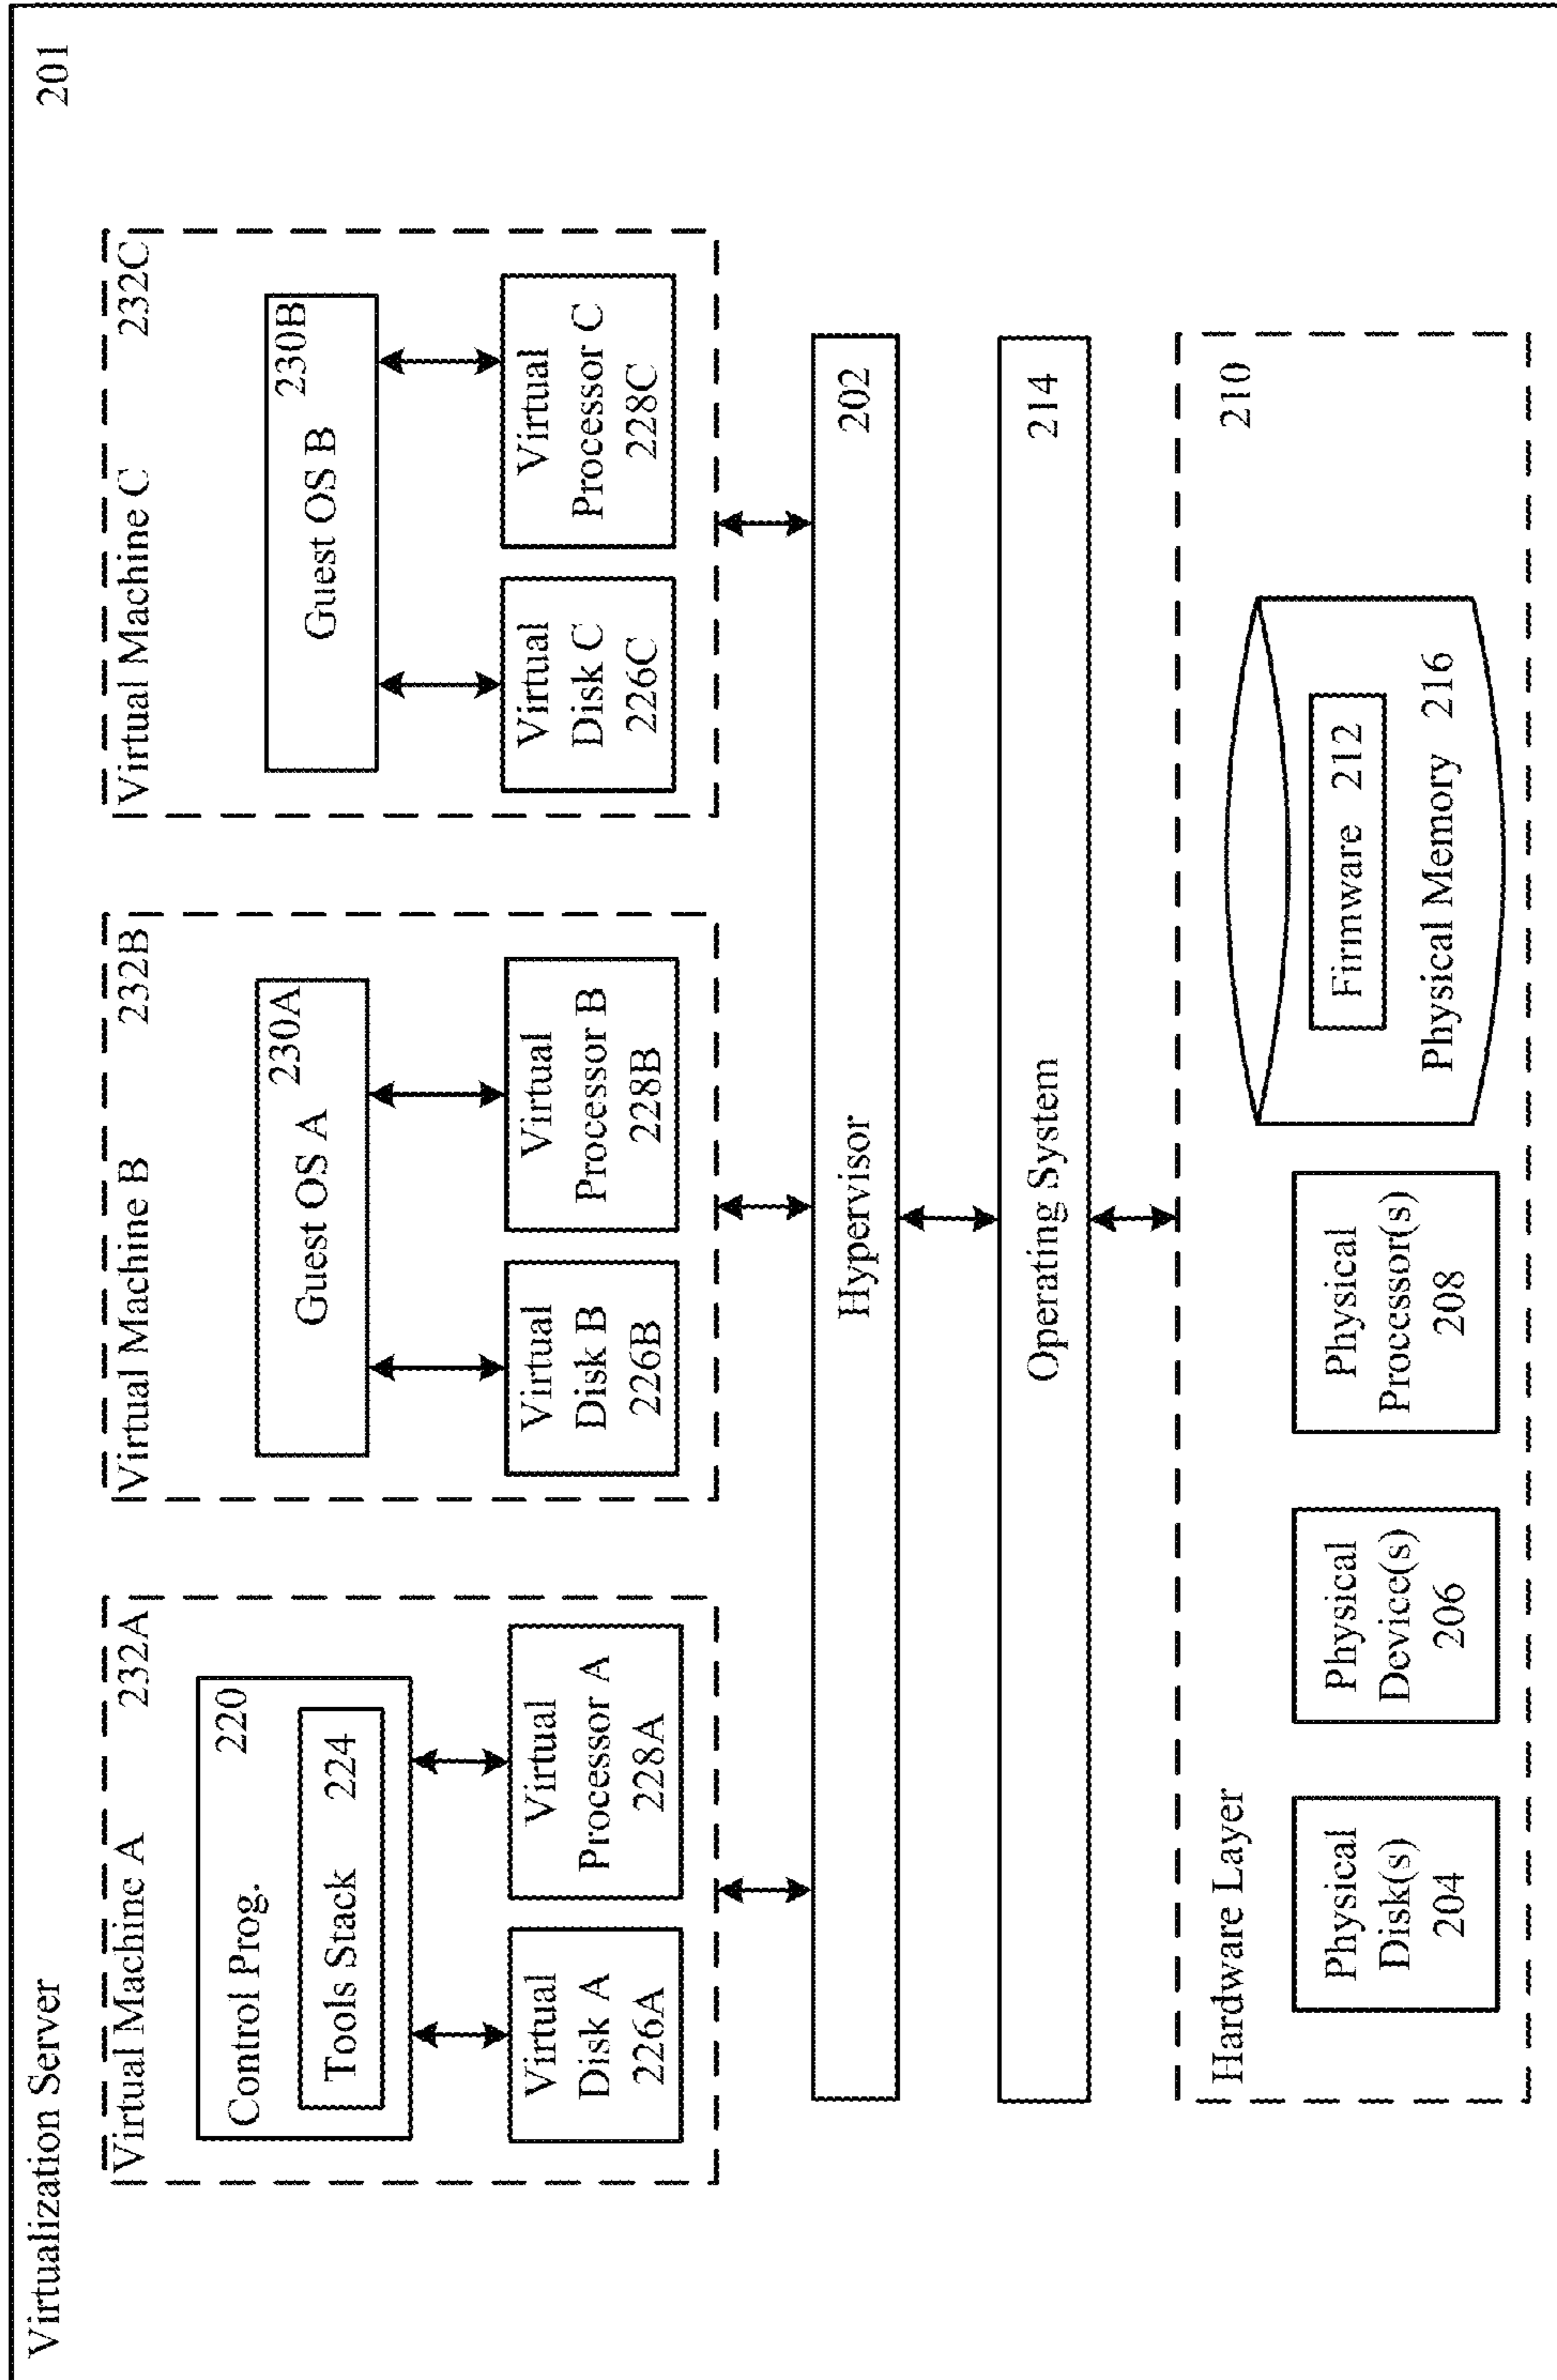 Virtualization Server
201
Virtual Machine A
232A
Control Prog.
220
Tools Stack 224
Virtual
Disk A
226A
Virtual
Processor A
228A
Virtual Machine B
232B
Guest OS A
230A
Virtual
Disk B
226B
Virtual
Processor B
228B
Virtual Machine C
232C
Guest OS B
230B
Virtual
Disk C
226C
Virtual
Processor C
228C
Hypervisor
202
Operating System
214
Hardware Layer
210
Physical
Disk(s)
204
Physical
Device(s)
206
Physical
Processor(s)
208
Firmware 212
Physical Memory 216